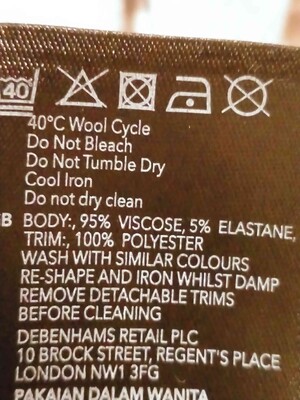 40
40°C Wool Cycle
Do Not Bleach
Do Not Tumble Dry
Cool Iron
Do not dry clean
B BODY:, 95% VISCOSE, 5% ELASTANE,
TRIM:, 100% POLYESTER
WASH WITH SIMILAR COLOURS
RE-SHAPE AND IRON WHILST DAMP
REMOVE DETACHABLE TRIMS
BEFORE CLEANING
DEBENHAMS RETAIL PLC
10 BROCK STREET, REGENT'S PLACE
LONDON NW1 3FG
PAKAIAN DALAM WANITA